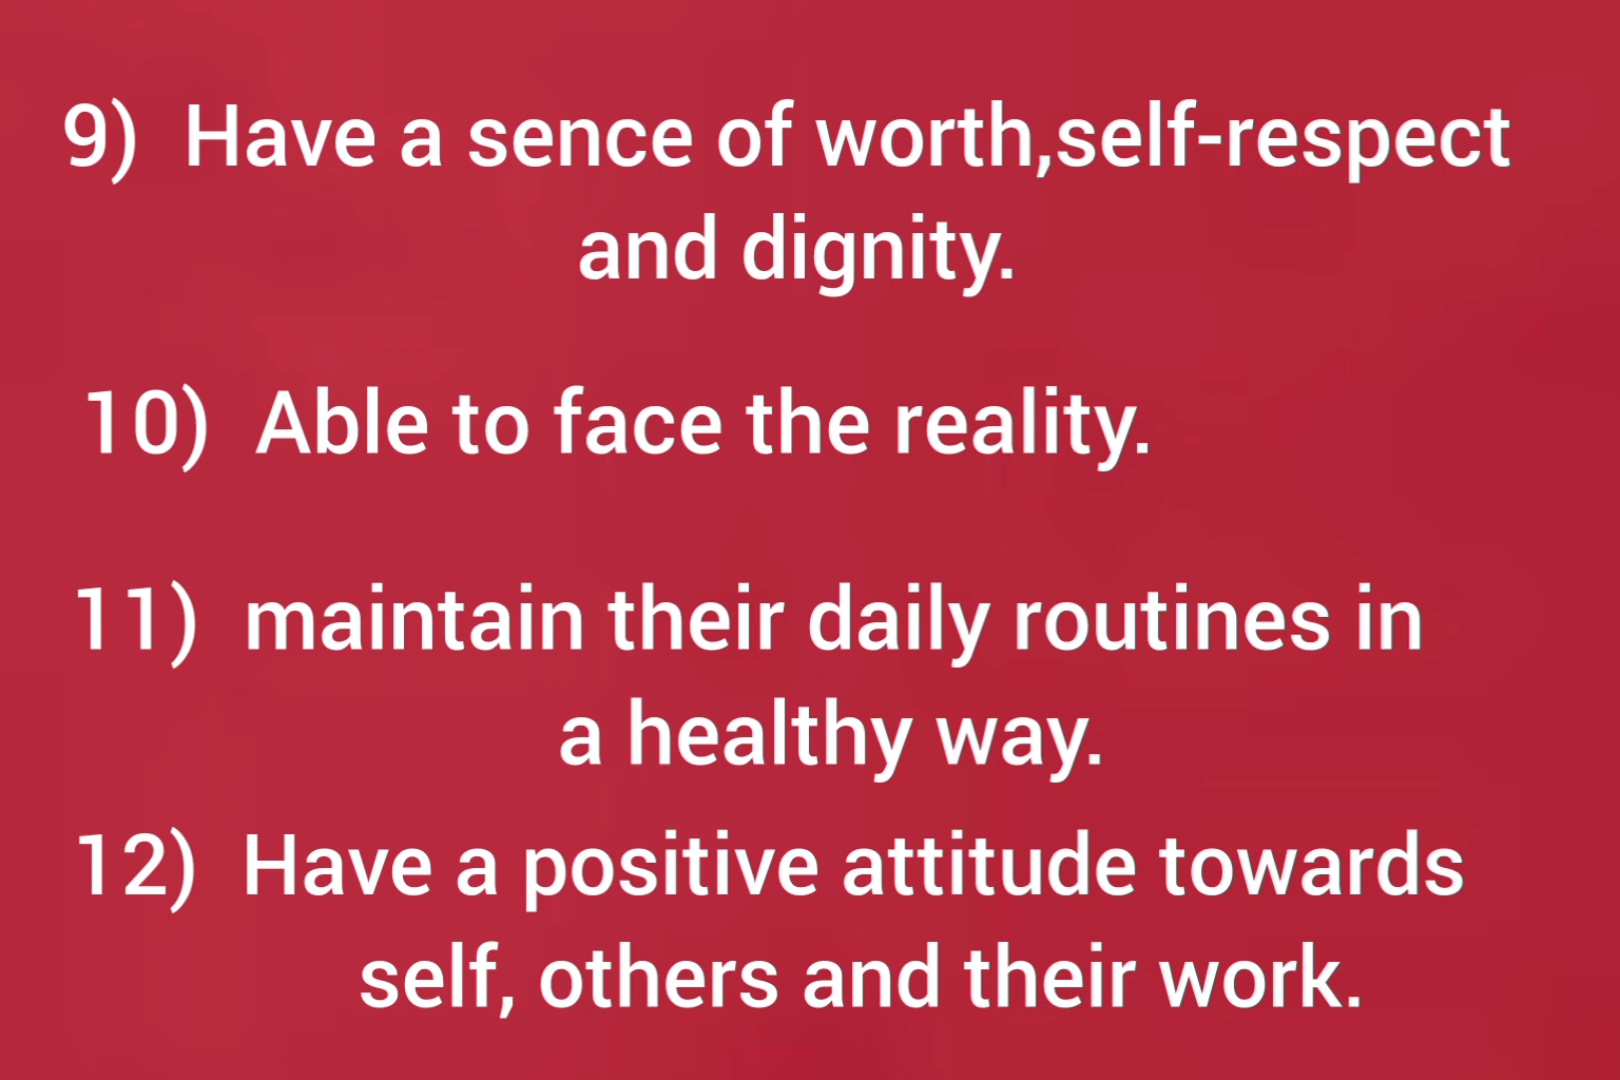 9) Have a sence of worth,self-respect
and dignity.
10) Able to face the reality.
11) maintain their daily routines in
a healthy way.
12) Have a positive attitude towards
self, others and their work.